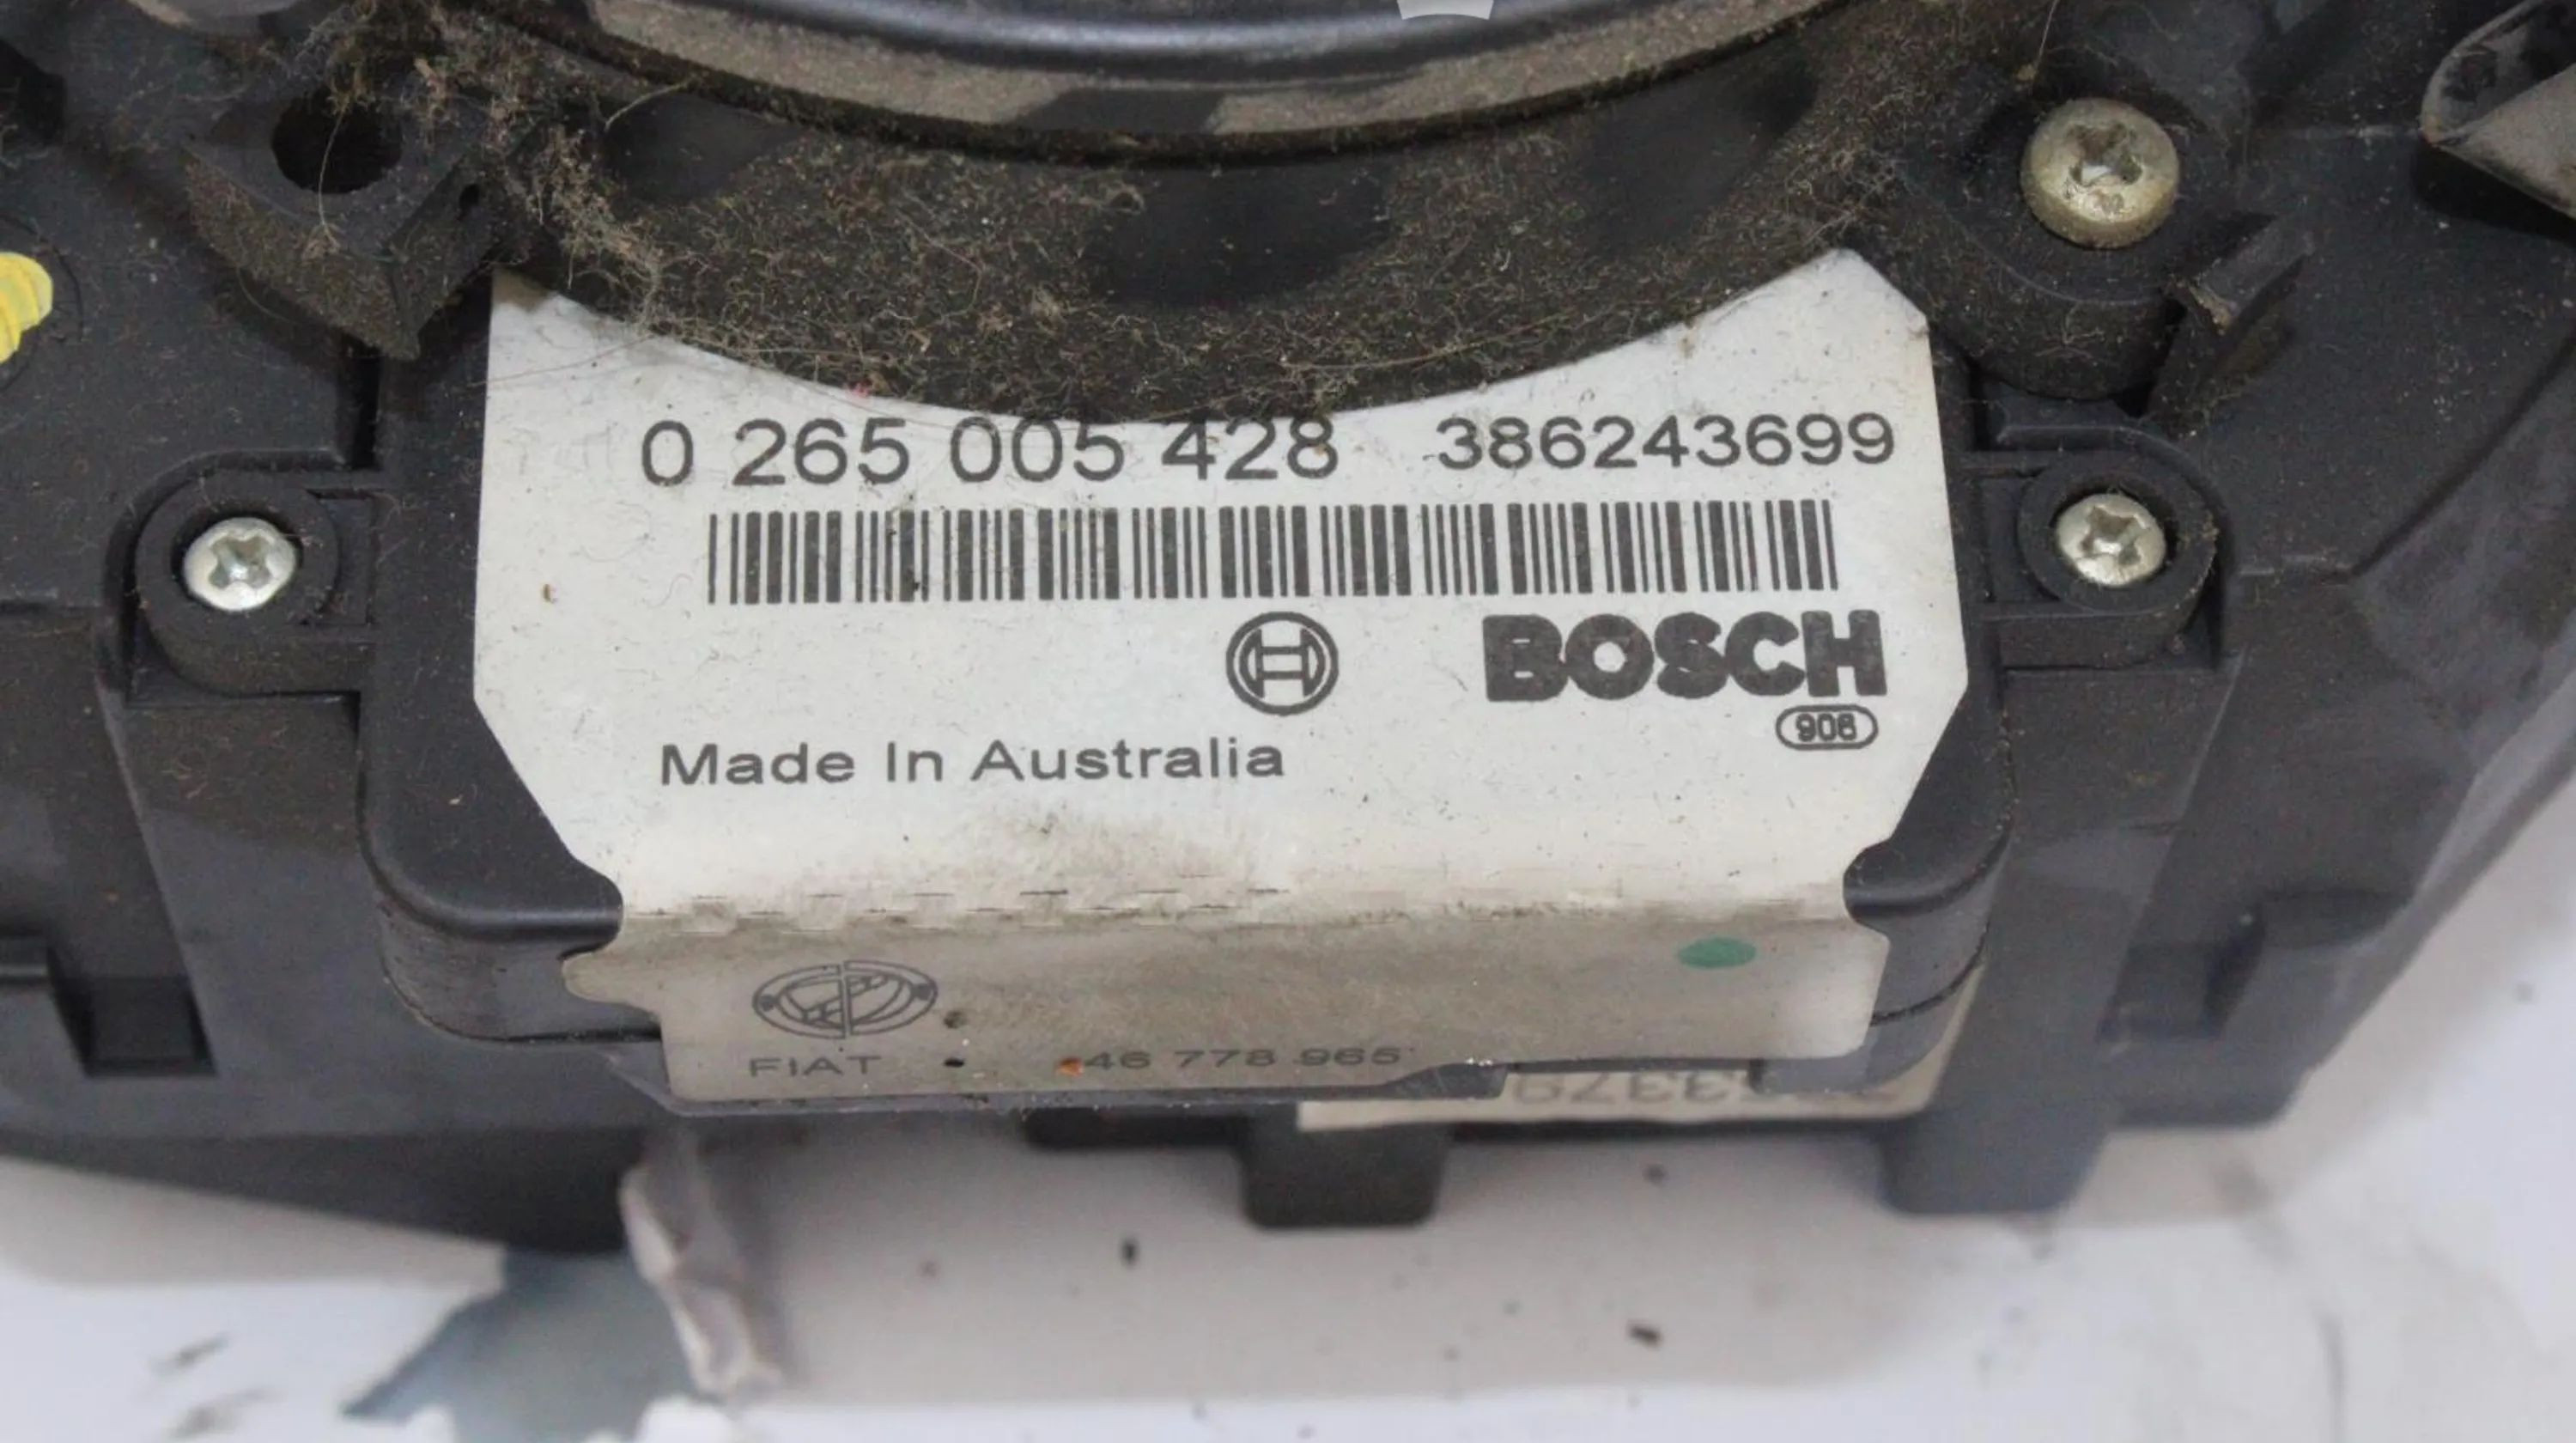 0 265 005 428 386243699
BOSCH
906
Made In Australia
FIAT 46 778 965